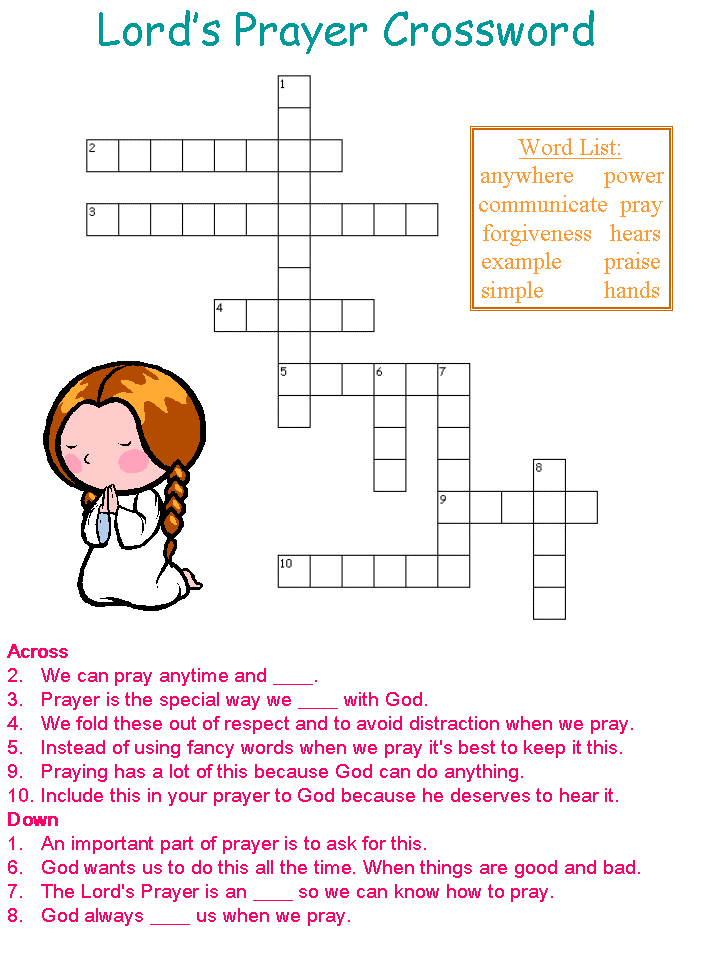 Lord's Prayer Crossword
1
2
3
4
5 6 7
8
9
10
Word List:
anywhere power
communicate pray
forgiveness hears
example praise
simple hands
Across
2. We can pray anytime and ____.
3. Prayer is the special way we ____ with God.
4. We fold these out of respect and to avoid distraction when we pray.
5. Instead of using fancy words when we pray it's best to keep it this.
9. Praying has a lot of this because God can do anything.
10. Include this in your prayer to God because he deserves to hear it.
Down
1. An important part of prayer is to ask for this.
6. God wants us to do this all the time. When things are good and bad.
7. The Lord's Prayer is an ____ so we can know how to pray.
8. God always ____ us when we pray.